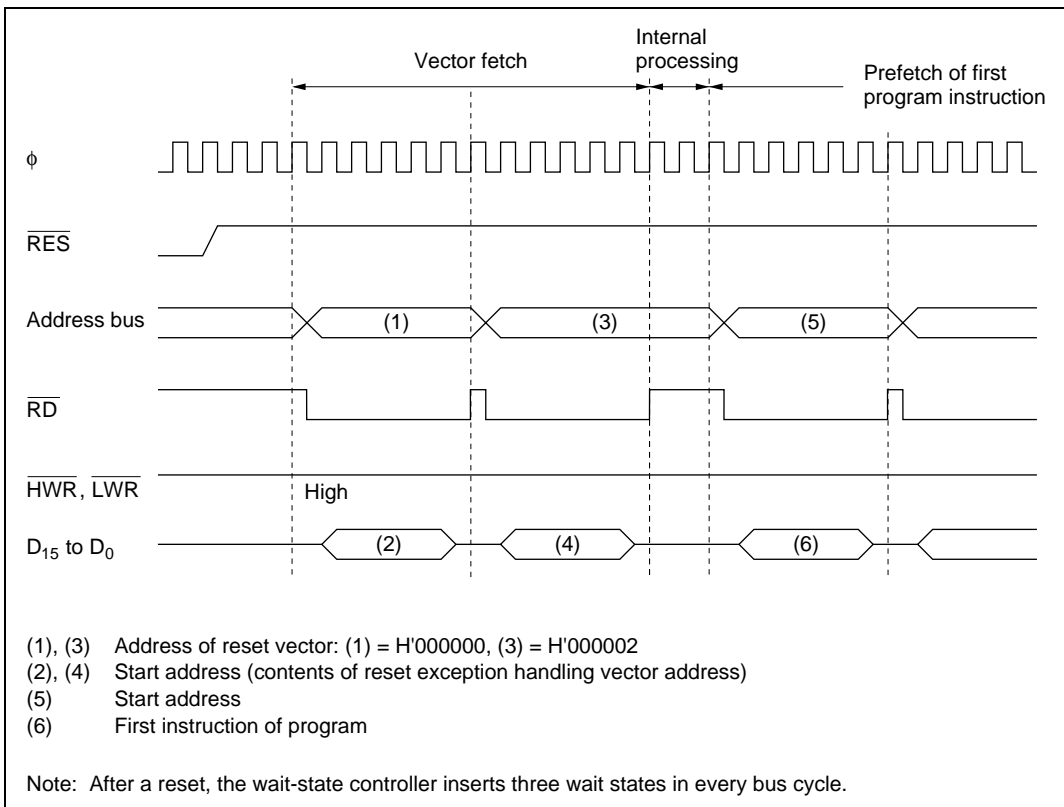 Vector fetch
Internal
processing
Prefetch of first
program instruction
ϕ
RES
Address bus
(1)
(3)
(5)
RD
HWR, LWR
High
D15 to D0
(2)
(4)
(6)
(1), (3) Address of reset vector: (1) = H'000000, (3) = H'000002
(2), (4) Start address (contents of reset exception handling vector address)
(5) Start address
(6) First instruction of program
Note: After a reset, the wait-state controller inserts three wait states in every bus cycle.